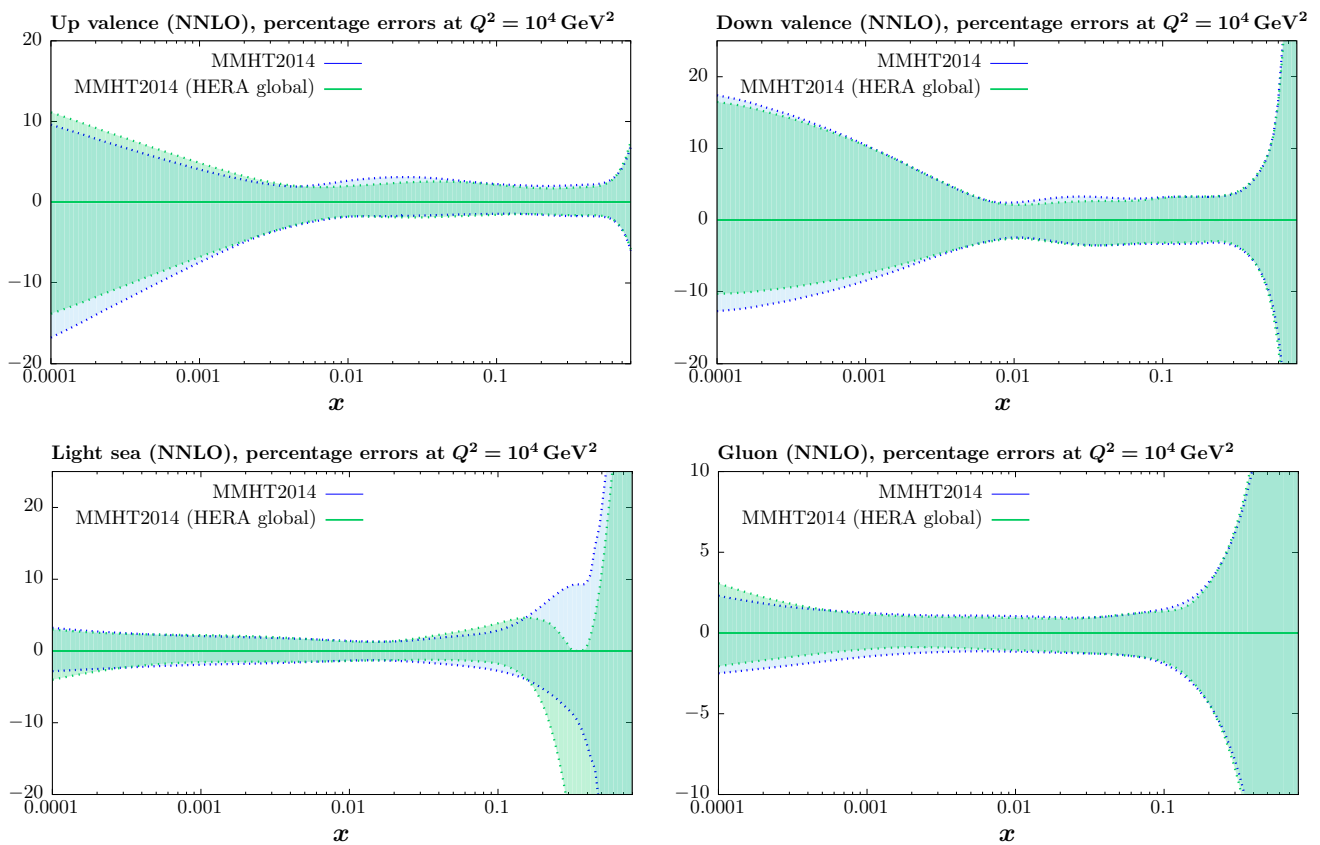 Up valence (NNLO), percentage errors at Q² = 10⁴ GeV²
20
10
0
−10
−20
MMHT2014
MMHT2014 (HERA global)
0.0001 0.001 0.01 0.1
x
Down valence (NNLO), percentage errors at Q² = 10⁴ GeV²
20
10
0
−10
−20
MMHT2014
MMHT2014 (HERA global)
0.0001 0.001 0.01 0.1
x
Light sea (NNLO), percentage errors at Q² = 10⁴ GeV²
20
10
0
−10
−20
MMHT2014
MMHT2014 (HERA global)
0.0001 0.001 0.01 0.1
x
Gluon (NNLO), percentage errors at Q² = 10⁴ GeV²
10
5
0
−5
−10
MMHT2014
MMHT2014 (HERA global)
0.0001 0.001 0.01 0.1
x